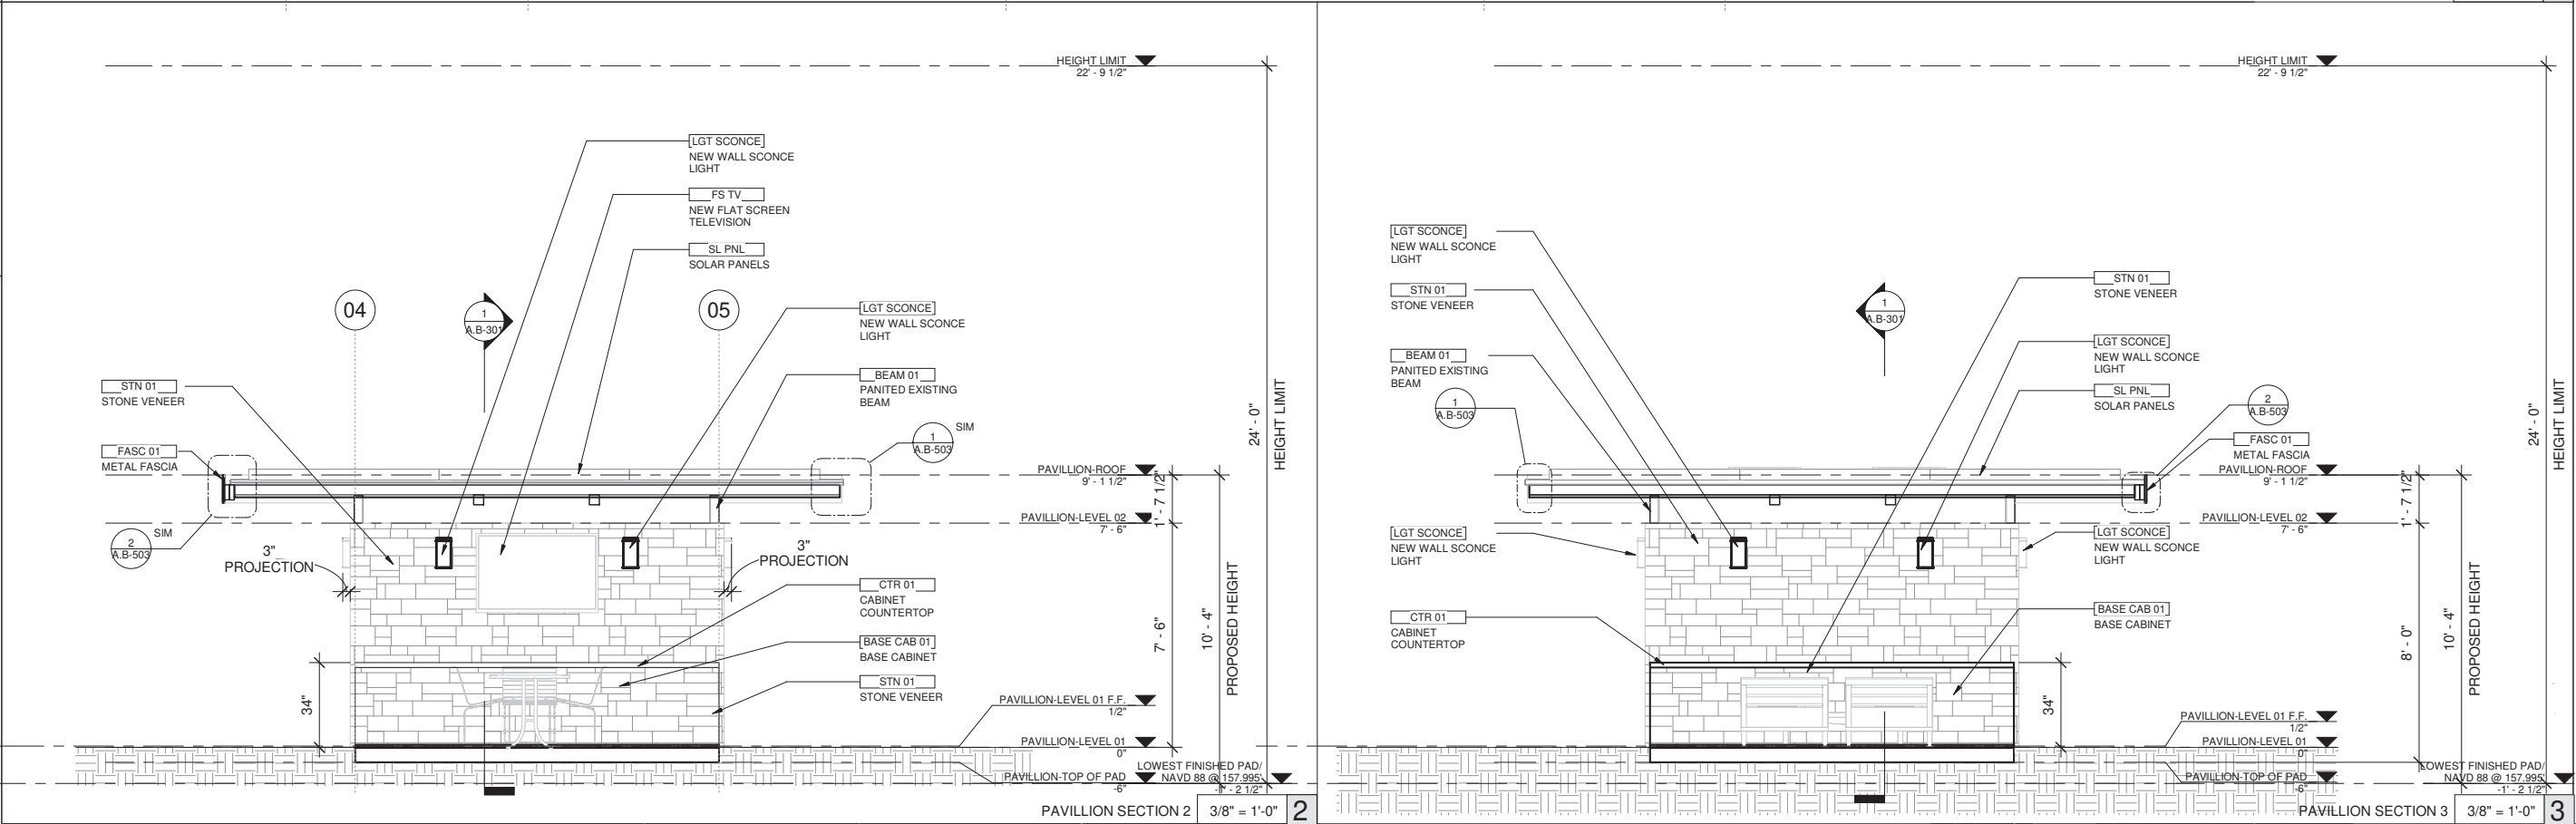 HEIGHT LIMIT
22' - 9 1/2"
LGT SCONCE
NEW WALL SCONCE
LIGHT
FS TV
NEW FLAT SCREEN
TELEVISION
SL PNL
SOLAR PANELS
04
1
A.B-301
05
LGT SCONCE
NEW WALL SCONCE
LIGHT
STN 01
STONE VENEER
BEAM 01
PANITED EXISTING
BEAM
1
A.B-503
SIM
FASC 01
METAL FASCIA
2
A.B-503
SIM
3"
PROJECTION
3"
PROJECTION
CTR 01
CABINET
COUNTERTOP
BASE CAB 01
BASE CABINET
STN 01
STONE VENEER
34"
PAVILLION-ROOF
9' - 1 1/2"
PAVILLION-LEVEL 02
7' - 6"
PAVILLION-LEVEL 01 F.F.
1/2"
PAVILLION-LEVEL 01
0"
PAVILLION-TOP OF PAD
-6"
LOWEST FINISHED PAD/
NAVD 88 @ 157.995'
-1' - 2 1/2"
1' - 7 1/2"
7' - 6"
10' - 4"
PROPOSED HEIGHT
24' - 0"
HEIGHT LIMIT
PAVILLION SECTION 2
3/8" = 1'-0"
2
HEIGHT LIMIT
22' - 9 1/2"
LGT SCONCE
NEW WALL SCONCE
LIGHT
STN 01
STONE VENEER
BEAM 01
PANITED EXISTING
BEAM
1
A.B-503
1
A.B-301
STN 01
STONE VENEER
LGT SCONCE
NEW WALL SCONCE
LIGHT
SL PNL
SOLAR PANELS
2
A.B-503
FASC 01
METAL FASCIA
LGT SCONCE
NEW WALL SCONCE
LIGHT
LGT SCONCE
NEW WALL SCONCE
LIGHT
CTR 01
CABINET
COUNTERTOP
BASE CAB 01
BASE CABINET
34"
PAVILLION-ROOF
9' - 1 1/2"
PAVILLION-LEVEL 02
7' - 6"
PAVILLION-LEVEL 01 F.F.
1/2"
PAVILLION-LEVEL 01
0"
PAVILLION-TOP OF PAD
-6"
LOWEST FINISHED PAD/
NAVD 88 @ 157.995'
-1' - 2 1/2"
1' - 7 1/2"
8' - 0"
10' - 4"
PROPOSED HEIGHT
24' - 0"
HEIGHT LIMIT
PAVILLION SECTION 3
3/8" = 1'-0"
3